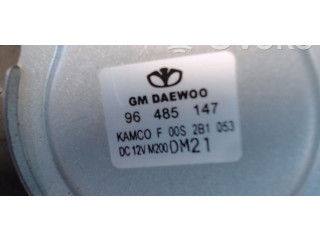 GM DAEWOO
96 485 147
KAMCO F 00S 2B1 053
DC 12V M200 DM21